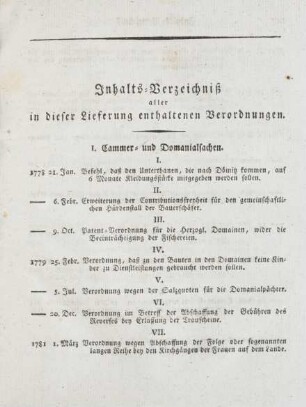 Inhalts-Verzeichniß
aller
in dieser Lieferung enthaltenen Verordnungen.
I. Cammer- und Domanialsachen.
I.
1778 21. Jan. Befehl, daß den Unterthanen, die nach Dömitz kommen, auf
6 Monate Kleidungsstücke mitgegeben werden sollen.
II.
—— 6. Febr. Erweiterung der Contributionsfreiheit für den gemeinschaftli-
chen Hürdenstall der Bauerschäfer.
III.
—— 9. Oct. Patent-Verordnung für die Herzogl. Domainen, wider die
Beeinträchtigung der Fischereien.
IV.
1779 25. Febr. Verordnung, daß zu den Bauten in den Domainen keine Kin-
der zu Dienstleistungen gebraucht werden sollen.
V.
—— 5. Jul. Verordnung wegen der Salzquoten für die Domanialpächter.
VI.
—— 20. Dec. Verordnung im Betreff der Abschaffung der Gebühren des
Reverses bey Erlassung der Trauscheine.
VII.
1781 1. März Verordnung wegen Abschaffung der Folge oder sogenannten
langen Reihe bey den Kirchgängen der Frauen auf dem Lande.